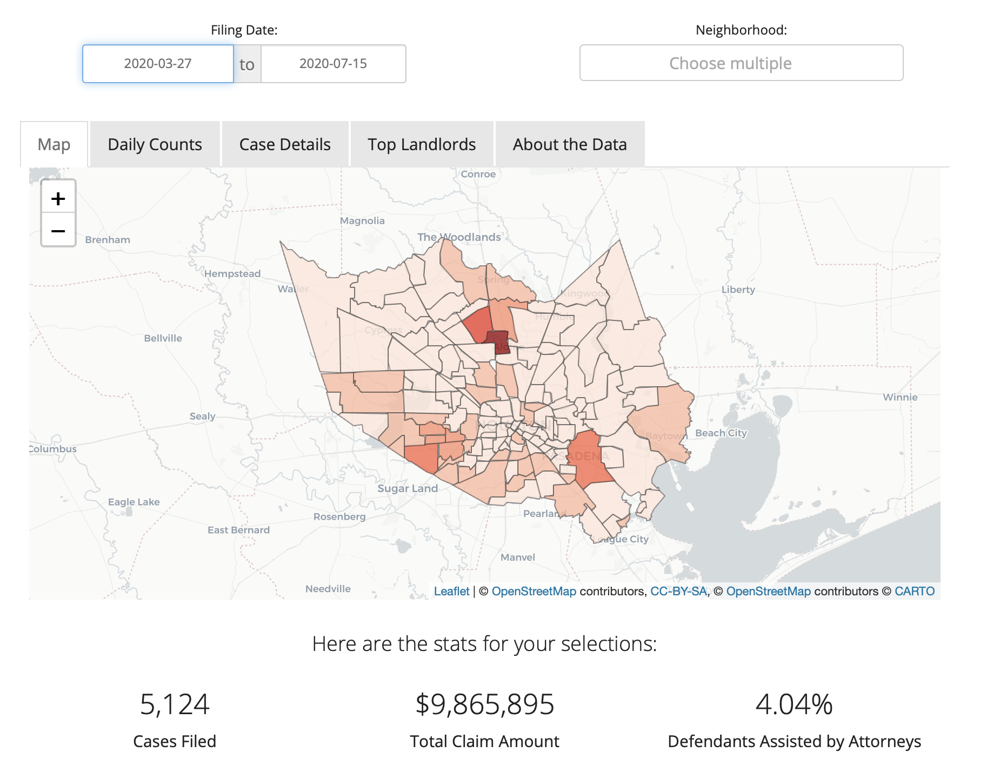 Filing Date:
Neighborhood:
2020-03-27 to 2020-07-15
Choose multiple
Map
Daily Counts
Case Details
Top Landlords
About the Data
+
−
Conroe
Magnolia
The Woodlands
Brenham
Hempstead
Spring
Waller
Kingwood
Liberty
Humble
Cypress
Bellville
Aldine
Winnie
Sealy
HOUSTON
Baytown
Beach City
Columbus
PASADENA
Sugar Land
Eagle Lake
Pearland
Rosenberg
East Bernard
League City
Manvel
Needville
Leaflet | © OpenStreetMap contributors, CC-BY-SA, © OpenStreetMap contributors © CARTO
Here are the stats for your selections:
5,124
$9,865,895
4.04%
Cases Filed
Total Claim Amount
Defendants Assisted by Attorneys